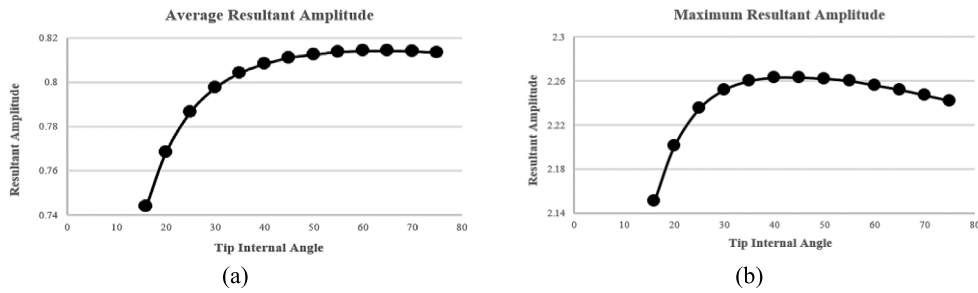 Average Resultant Amplitude
0.82
0.8
0.78
0.76
0.74
Resultant Amplitude
0 10 20 30 40 50 60 70 80
Tip Internal Angle
(a)
Maximum Resultant Amplitude
2.3
2.26
2.22
2.18
2.14
Resultant Amplitude
0 10 20 30 40 50 60 70 80
Tip Internal Angle
(b)